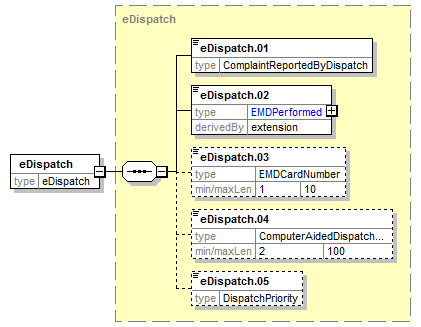 eDispatch
eDispatch.01
type ComplaintReportedByDispatch
eDispatch.02
type EMDPerformed
derivedBy extension
eDispatch
type eDispatch
eDispatch.03
type EMDCardNumber
min/maxLen 1 10
eDispatch.04
type ComputerAidedDispatch...
min/maxLen 2 100
eDispatch.05
type DispatchPriority